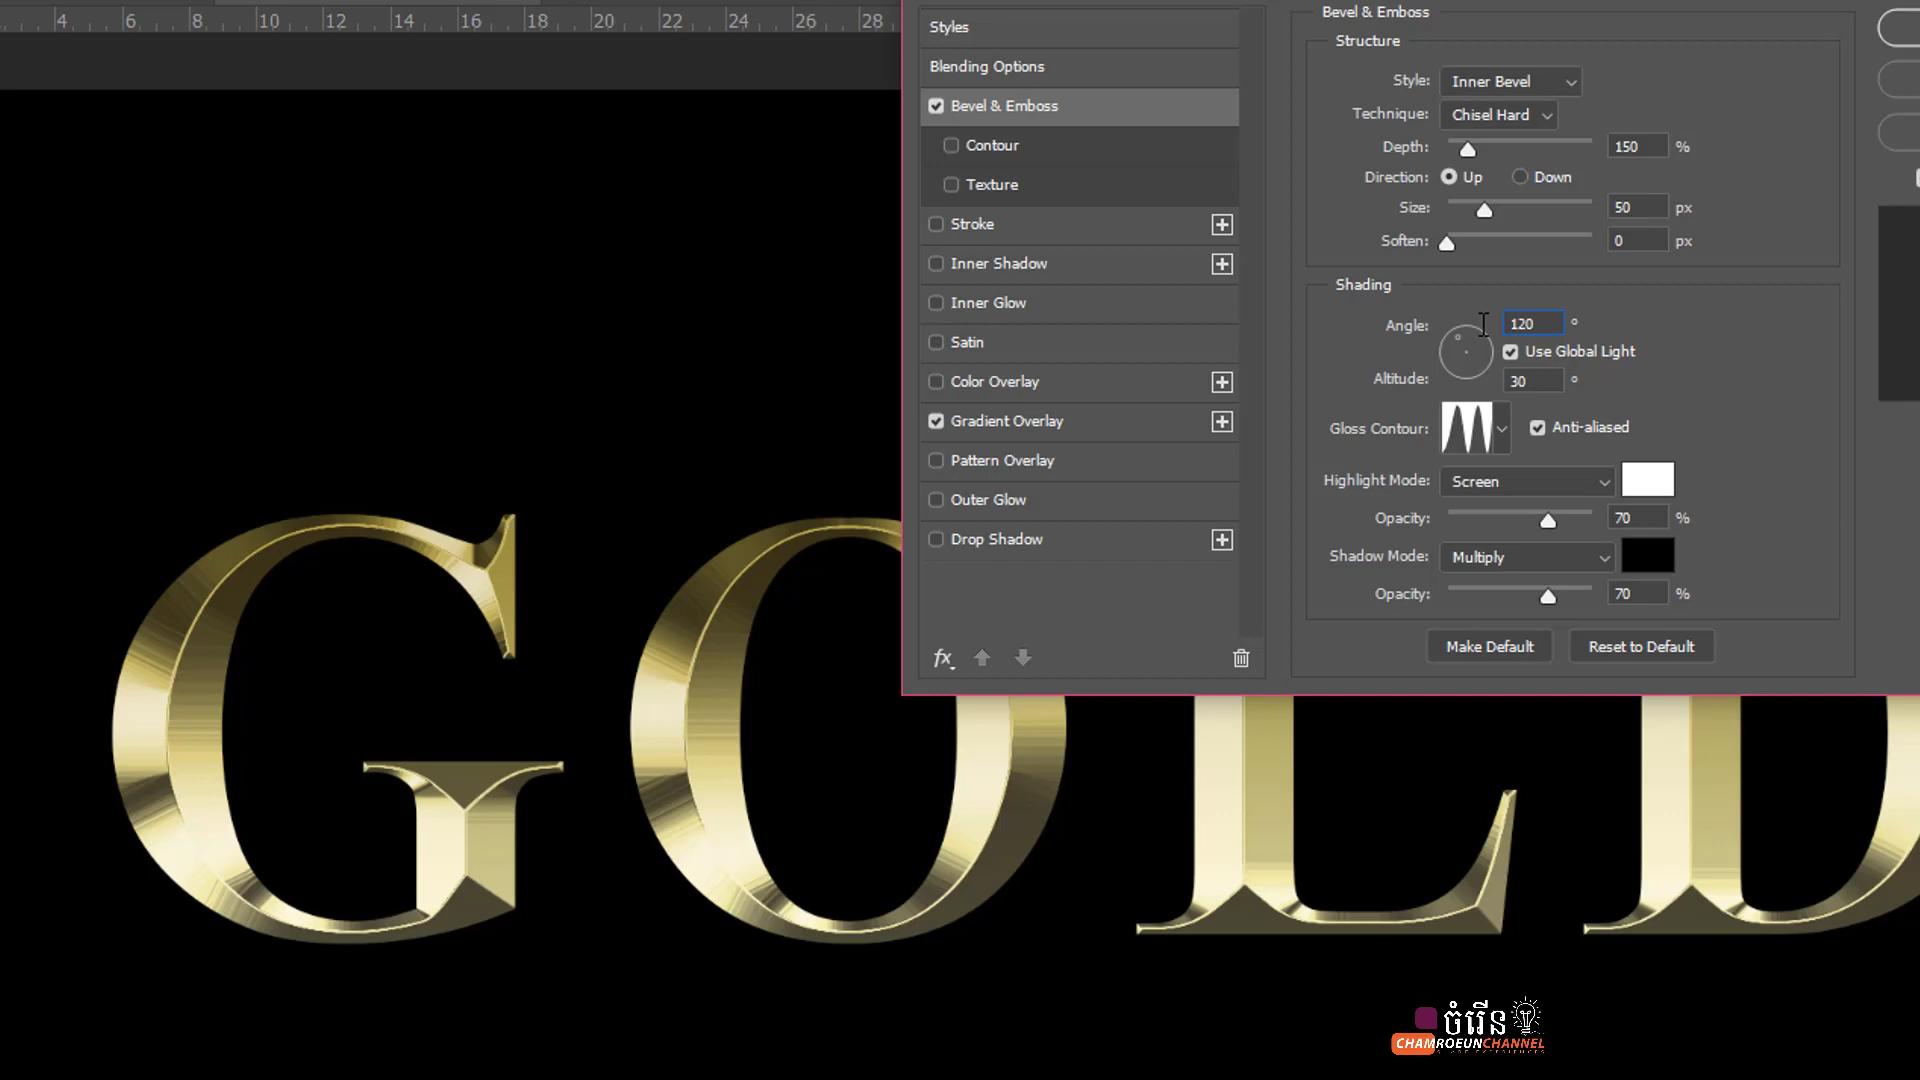 4 6 8 10 12 14 16 18 20 22 24 26 28
Styles
Blending Options
Bevel & Emboss
Contour
Texture
Stroke
Inner Shadow
Inner Glow
Satin
Color Overlay
Gradient Overlay
Pattern Overlay
Outer Glow
Drop Shadow
fx
Bevel & Emboss
Structure
Style: Inner Bevel
Technique: Chisel Hard
Depth: 150 %
Direction: Up Down
Size: 50 px
Soften: 0 px
Shading
Angle: 120 °
Use Global Light
Altitude: 30 °
Gloss Contour: Anti-aliased
Highlight Mode: Screen
Opacity: 70 %
Shadow Mode: Multiply
Opacity: 70 %
Make Default Reset to Default
GOLD
ចំរើន
CHAMROEUNCHANNEL